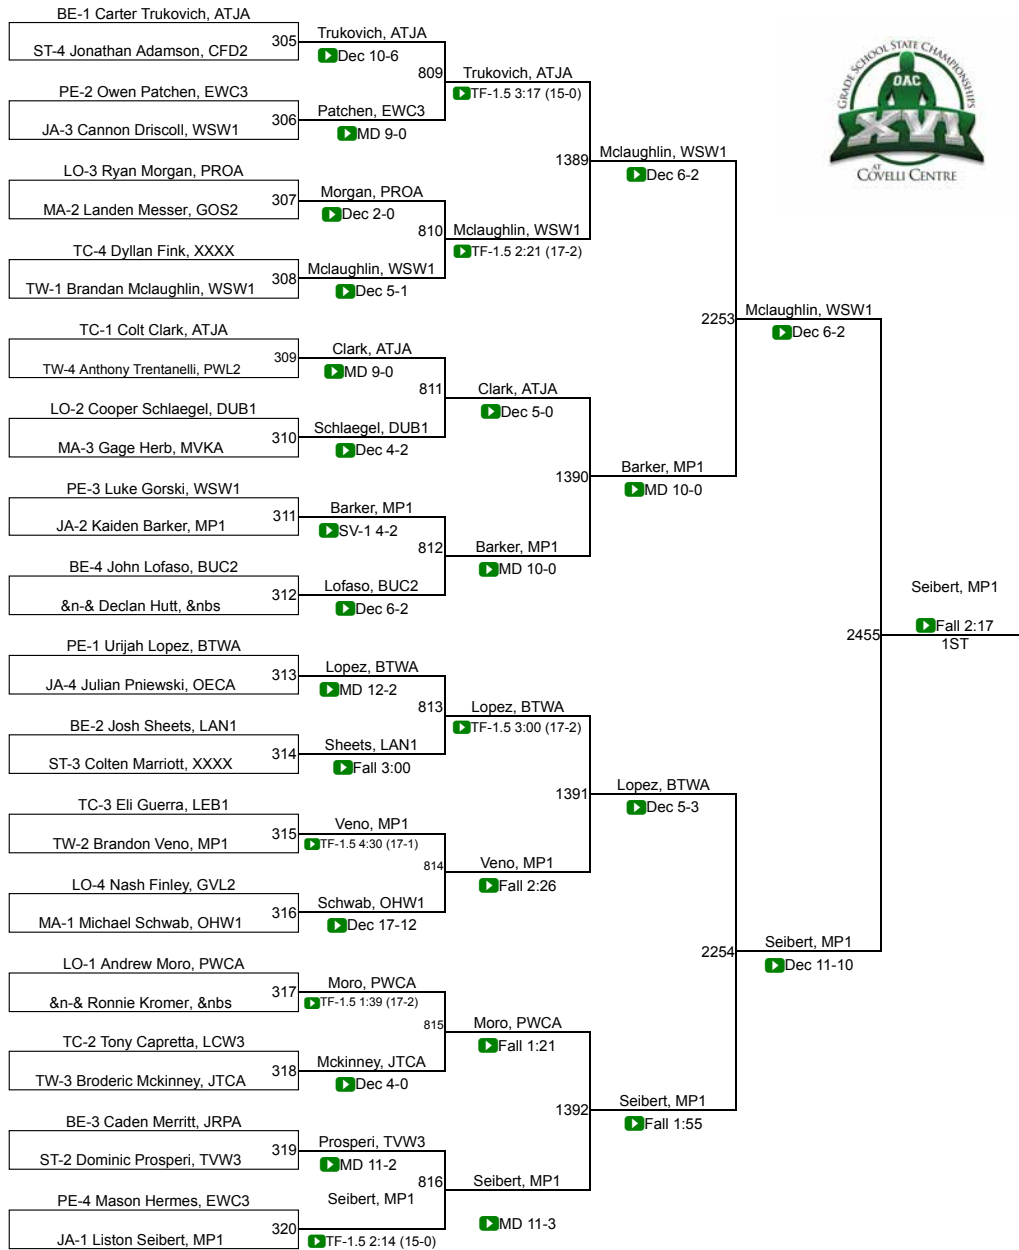 BE-1 Carter Trukovich, ATJA
305
ST-4 Jonathan Adamson, CFD2
Trukovich, ATJA
Dec 10-6
809
PE-2 Owen Patchen, EWC3
306
JA-3 Cannon Driscoll, WSW1
Patchen, EWC3
MD 9-0
Trukovich, ATJA
TF-1.5 3:17 (15-0)
1389
LO-3 Ryan Morgan, PROA
307
MA-2 Landen Messer, GOS2
Morgan, PROA
Dec 2-0
810
TC-4 Dyllan Fink, XXXX
308
TW-1 Brandan Mclaughlin, WSW1
Mclaughlin, WSW1
Dec 5-1
Mclaughlin, WSW1
TF-1.5 2:21 (17-2)
Mclaughlin, WSW1
Dec 6-2
2253
TC-1 Colt Clark, ATJA
309
TW-4 Anthony Trentanelli, PWL2
Clark, ATJA
MD 9-0
811
LO-2 Cooper Schlaegel, DUB1
310
MA-3 Gage Herb, MVKA
Schlaegel, DUB1
Dec 4-2
Clark, ATJA
Dec 5-0
1390
PE-3 Luke Gorski, WSW1
311
JA-2 Kaiden Barker, MP1
Barker, MP1
SV-1 4-2
812
BE-4 John Lofaso, BUC2
312
&n-& Declan Hutt, &nbs
Lofaso, BUC2
Dec 6-2
Barker, MP1
MD 10-0
Barker, MP1
MD 10-0
Mclaughlin, WSW1
Dec 6-2
2455
PE-1 Urijah Lopez, BTWA
313
JA-4 Julian Pniewski, OECA
Lopez, BTWA
MD 12-2
813
BE-2 Josh Sheets, LAN1
314
ST-3 Colten Marriott, XXXX
Sheets, LAN1
Fall 3:00
Lopez, BTWA
TF-1.5 3:00 (17-2)
1391
TC-3 Eli Guerra, LEB1
315
TW-2 Brandon Veno, MP1
Veno, MP1
TF-1.5 4:30 (17-1)
814
LO-4 Nash Finley, GVL2
316
MA-1 Michael Schwab, OHW1
Schwab, OHW1
Dec 17-12
Veno, MP1
Fall 2:26
Lopez, BTWA
Dec 5-3
2254
LO-1 Andrew Moro, PWCA
317
&n-& Ronnie Kromer, &nbs
Moro, PWCA
TF-1.5 1:39 (17-2)
815
TC-2 Tony Capretta, LCW3
318
TW-3 Broderic Mckinney, JTCA
Mckinney, JTCA
Dec 4-0
Moro, PWCA
Fall 1:21
1392
BE-3 Caden Merritt, JRPA
319
ST-2 Dominic Prosperi, TVW3
Prosperi, TVW3
MD 11-2
816
PE-4 Mason Hermes, EWC3
320
JA-1 Liston Seibert, MP1
Seibert, MP1
TF-1.5 2:14 (15-0)
Seibert, MP1
MD 11-3
Seibert, MP1
Fall 1:55
Seibert, MP1
Dec 11-10
Seibert, MP1
Fall 2:17
1ST
GRADE SCHOOL STATE CHAMPIONSHIPS
OAC
XVI
AT
COVELLI CENTRE